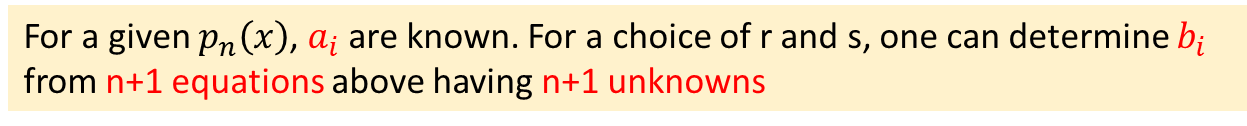 For a given pₙ(x), aᵢ are known. For a choice of r and s, one can determine bᵢ
from n+1 equations above having n+1 unknowns